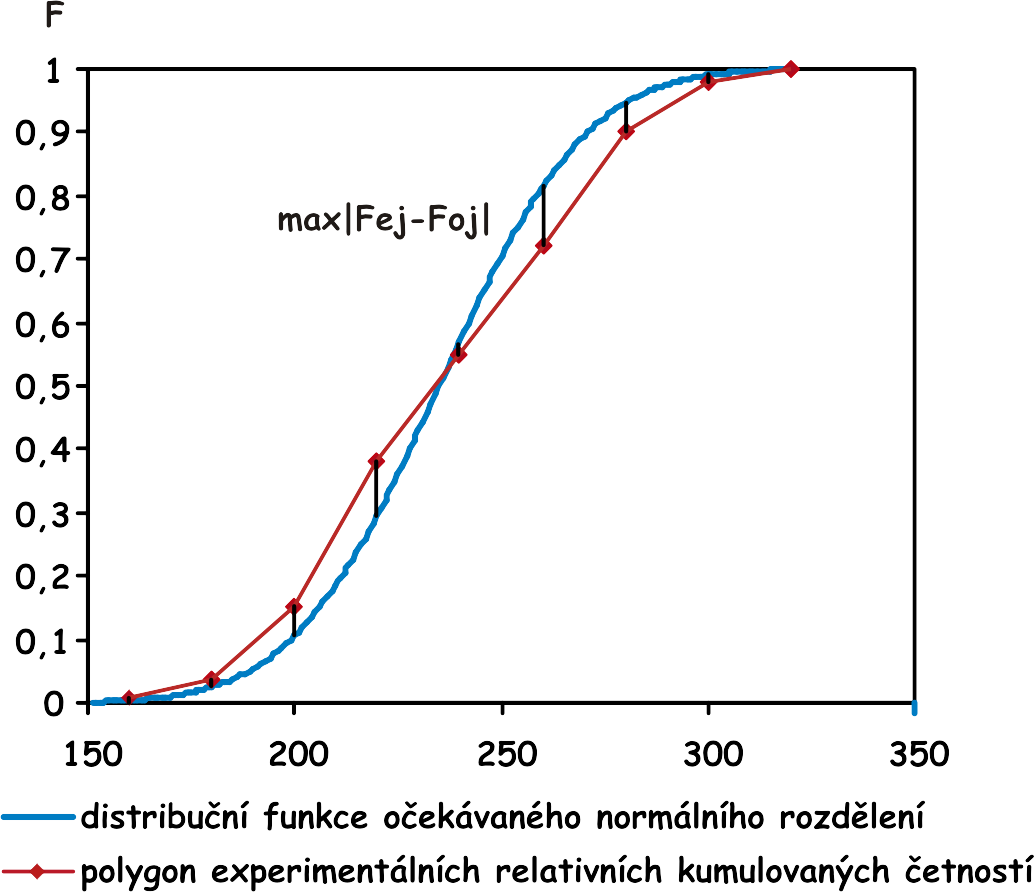 F
1
0,9
0,8
max|Fej-Foj|
0,7
0,6
0,5
0,4
0,3
0,2
0,1
0
150 200 250 300 350
distribuční funkce očekávaného normálního rozdělení
polygon experimentálních relativních kumulovaných četností